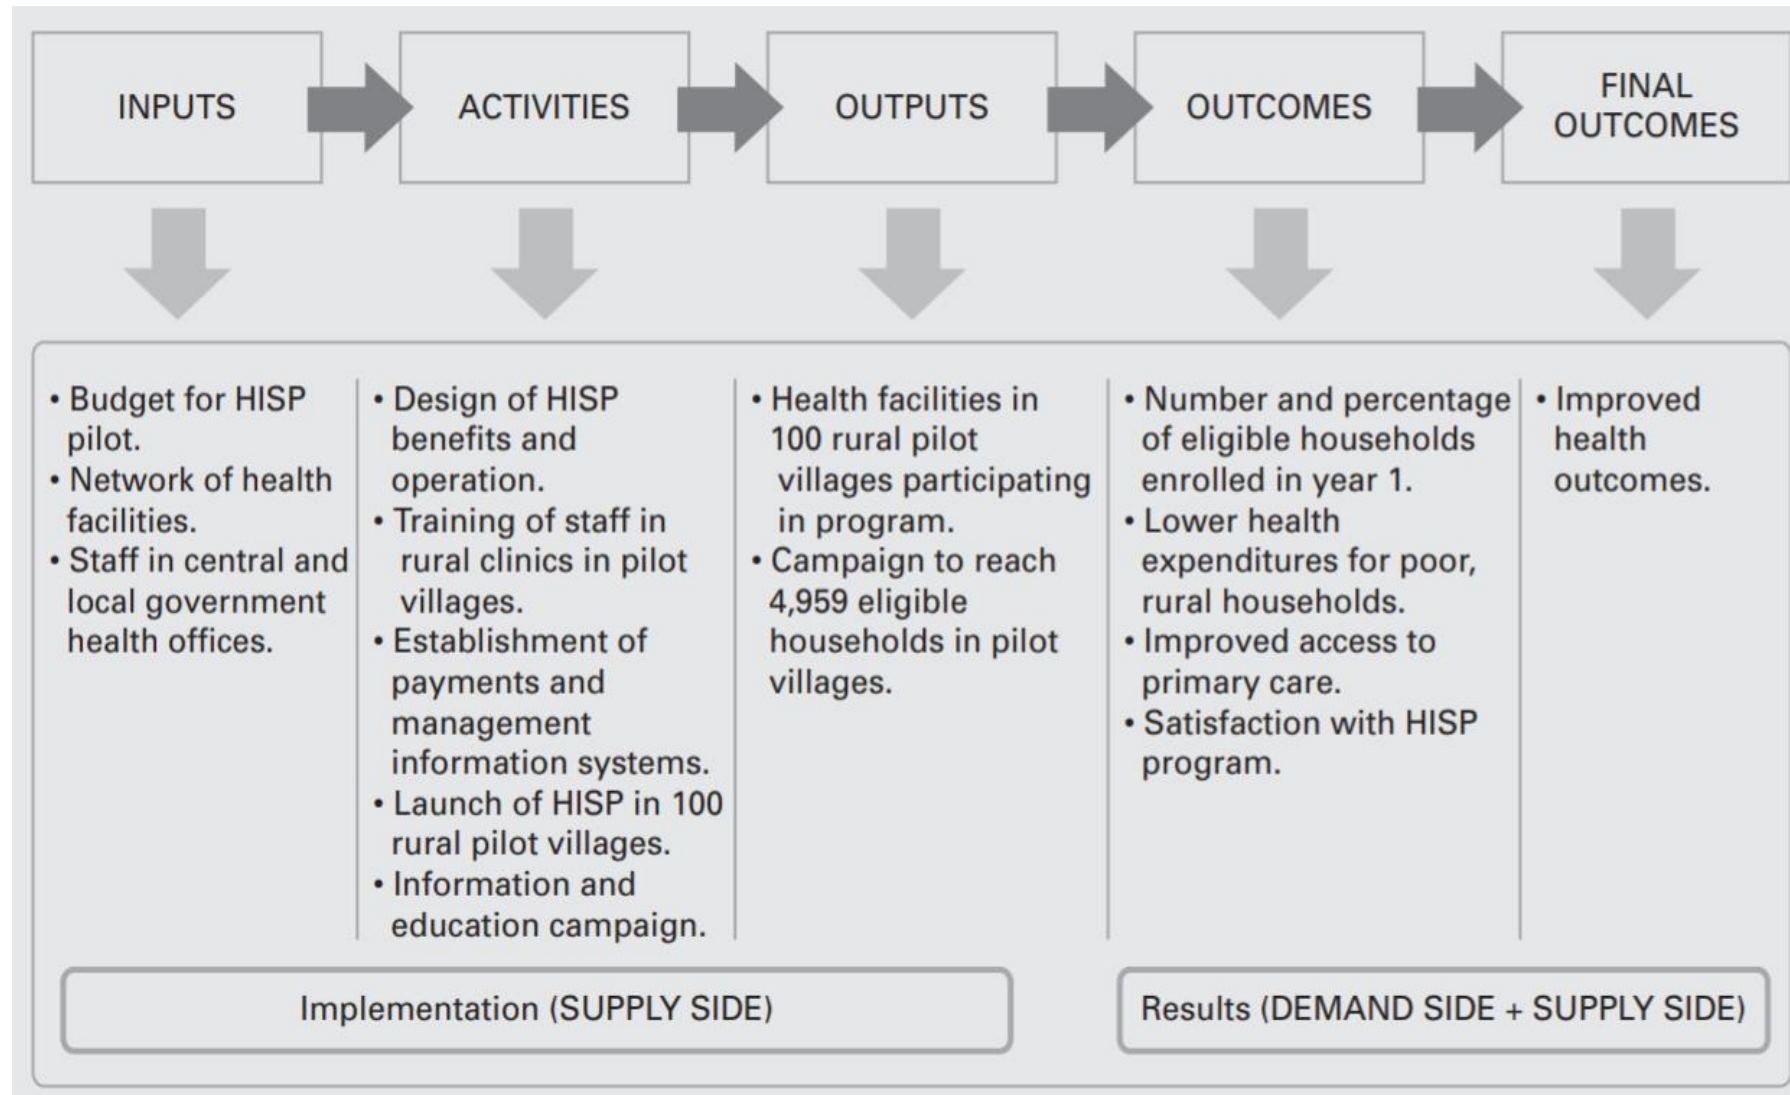 INPUTS
ACTIVITIES
OUTPUTS
OUTCOMES
FINAL
OUTCOMES
• Budget for HISP
pilot.
• Network of health
facilities.
• Staff in central and
local government
health offices.
• Design of HISP
benefits and
operation.
• Training of staff in
rural clinics in pilot
villages.
• Establishment of
payments and
management
information systems.
• Launch of HISP in 100
rural pilot villages.
• Information and
education campaign.
• Health facilities in
100 rural pilot
villages participating
in program.
• Campaign to reach
4,959 eligible
households in pilot
villages.
• Number and percentage
of eligible households
enrolled in year 1.
• Lower health
expenditures for poor,
rural households.
• Improved access to
primary care.
• Satisfaction with HISP
program.
• Improved
health
outcomes.
Implementation (SUPPLY SIDE)
Results (DEMAND SIDE + SUPPLY SIDE)